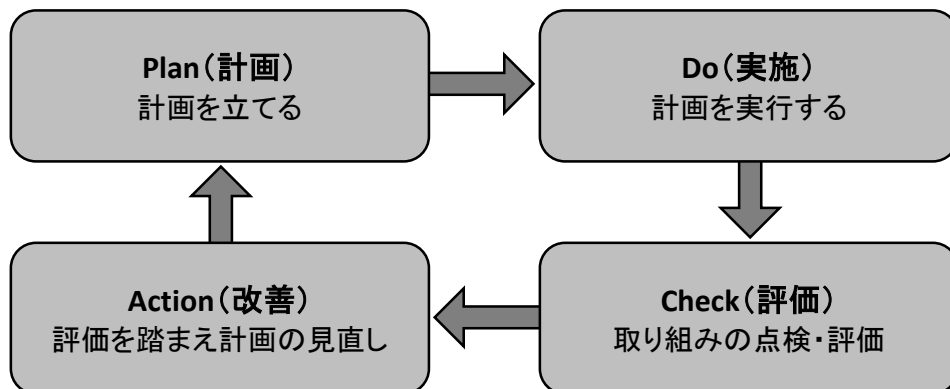 Plan（計画）
計画を立てる
Do（実施）
計画を実行する
Action（改善）
評価を踏まえ計画の見直し
Check（評価）
取り組みの点検・評価